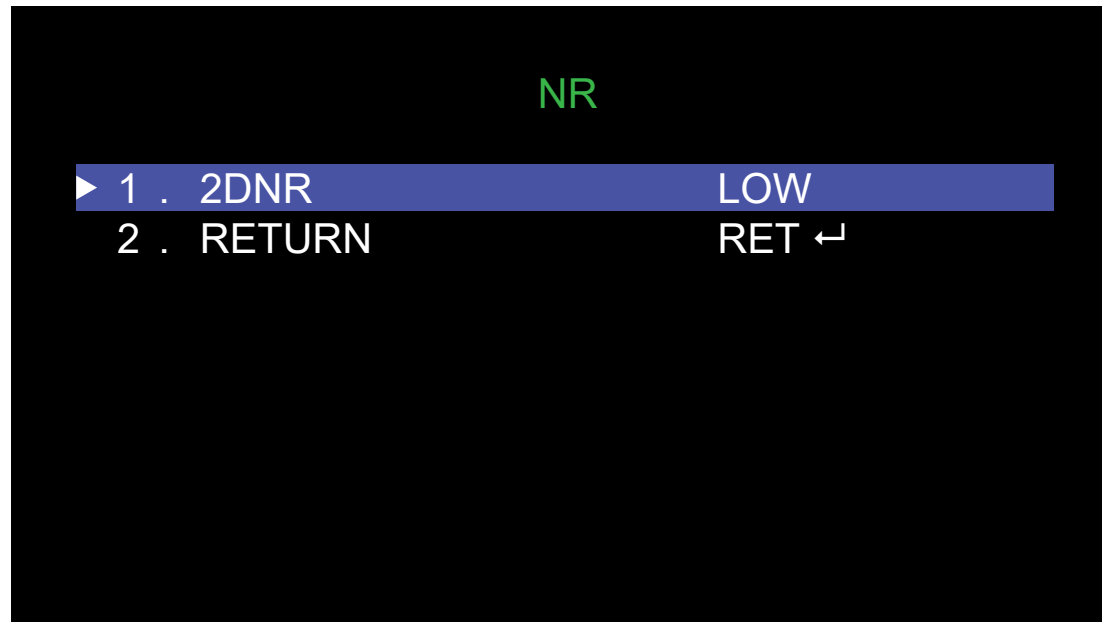 NR
▶ 1 . 2DNR LOW
2 . RETURN RET ↵